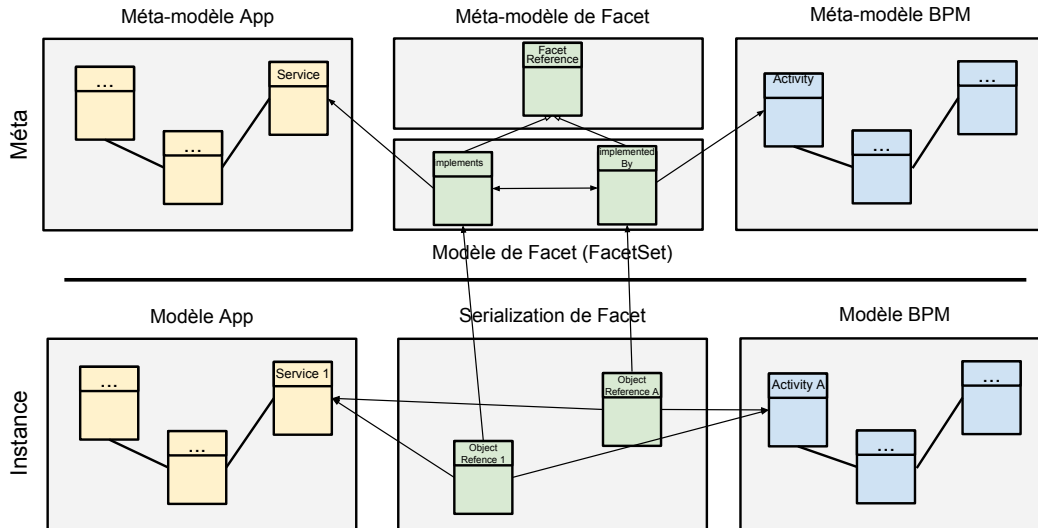 Méta-modèle App
Méta-modèle de Facet
Méta-modèle BPM
Méta
...
...
Service
Facet
Reference
implements
implemented
By
Activity
...
...
Modèle de Facet (FacetSet)
Modèle App
Serialization de Facet
Modèle BPM
Instance
...
...
Service 1
Object
Reference A
Object
Refence 1
Activity A
...
...